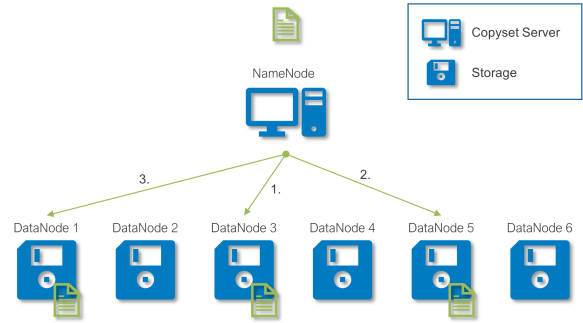 Copyset Server
Storage
NameNode
3.
1.
2.
DataNode 1
DataNode 2
DataNode 3
DataNode 4
DataNode 5
DataNode 6